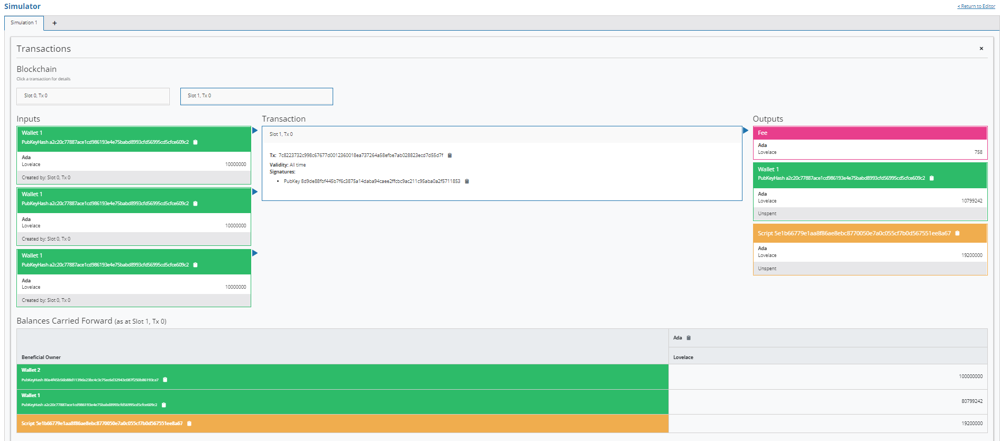 Simulator
< Return to Editor
Simulation 1
+
Transactions
×
Blockchain
Click a transaction for details
Slot 0, Tx 0
Slot 1, Tx 0
Inputs
Wallet 1
PubKeyHash a2c20c77887ace1cd986193e4e75babd8993cfd56995cd5cfce609c2
Ada
Lovelace 10000000
Created by: Slot 0, Tx 0
Wallet 1
PubKeyHash a2c20c77887ace1cd986193e4e75babd8993cfd56995cd5cfce609c2
Ada
Lovelace 10000000
Created by: Slot 0, Tx 0
Wallet 1
PubKeyHash a2c20c77887ace1cd986193e4e75babd8993cfd56995cd5cfce609c2
Ada
Lovelace 10000000
Created by: Slot 0, Tx 0
Transaction
Slot 1, Tx 0
Tx: 7c8223732c998c67677d0012360018ea737264a58efbe7ab028823ecd7d55d7f
Validity: All time
Signatures:
• PubKey 8d9de88fbf445b7f6c3875a14daba94caee2ffcbc9ac211c95aba0a2f5711853
Outputs
Fee
Ada
Lovelace 758
Wallet 1
PubKeyHash a2c20c77887ace1cd986193e4e75babd8993cfd56995cd5cfce609c2
Ada
Lovelace 10799242
Unspent
Script 5e1b66779e1aa8f86ae8ebc8770050e7a0c055cf7b0d567551ee8a67
Ada
Lovelace 19200000
Unspent
Balances Carried Forward (as at Slot 1, Tx 0)
Ada
Beneficial Owner Lovelace
Wallet 2
PubKeyHash 80a4f45b56b88d1139da23bc4c3c75ec6d32943c087f250b86193ca7
100000000
Wallet 1
PubKeyHash a2c20c77887ace1cd986193e4e75babd8993cfd56995cd5cfce609c2
80799242
Script 5e1b66779e1aa8f86ae8ebc8770050e7a0c055cf7b0d567551ee8a67
19200000